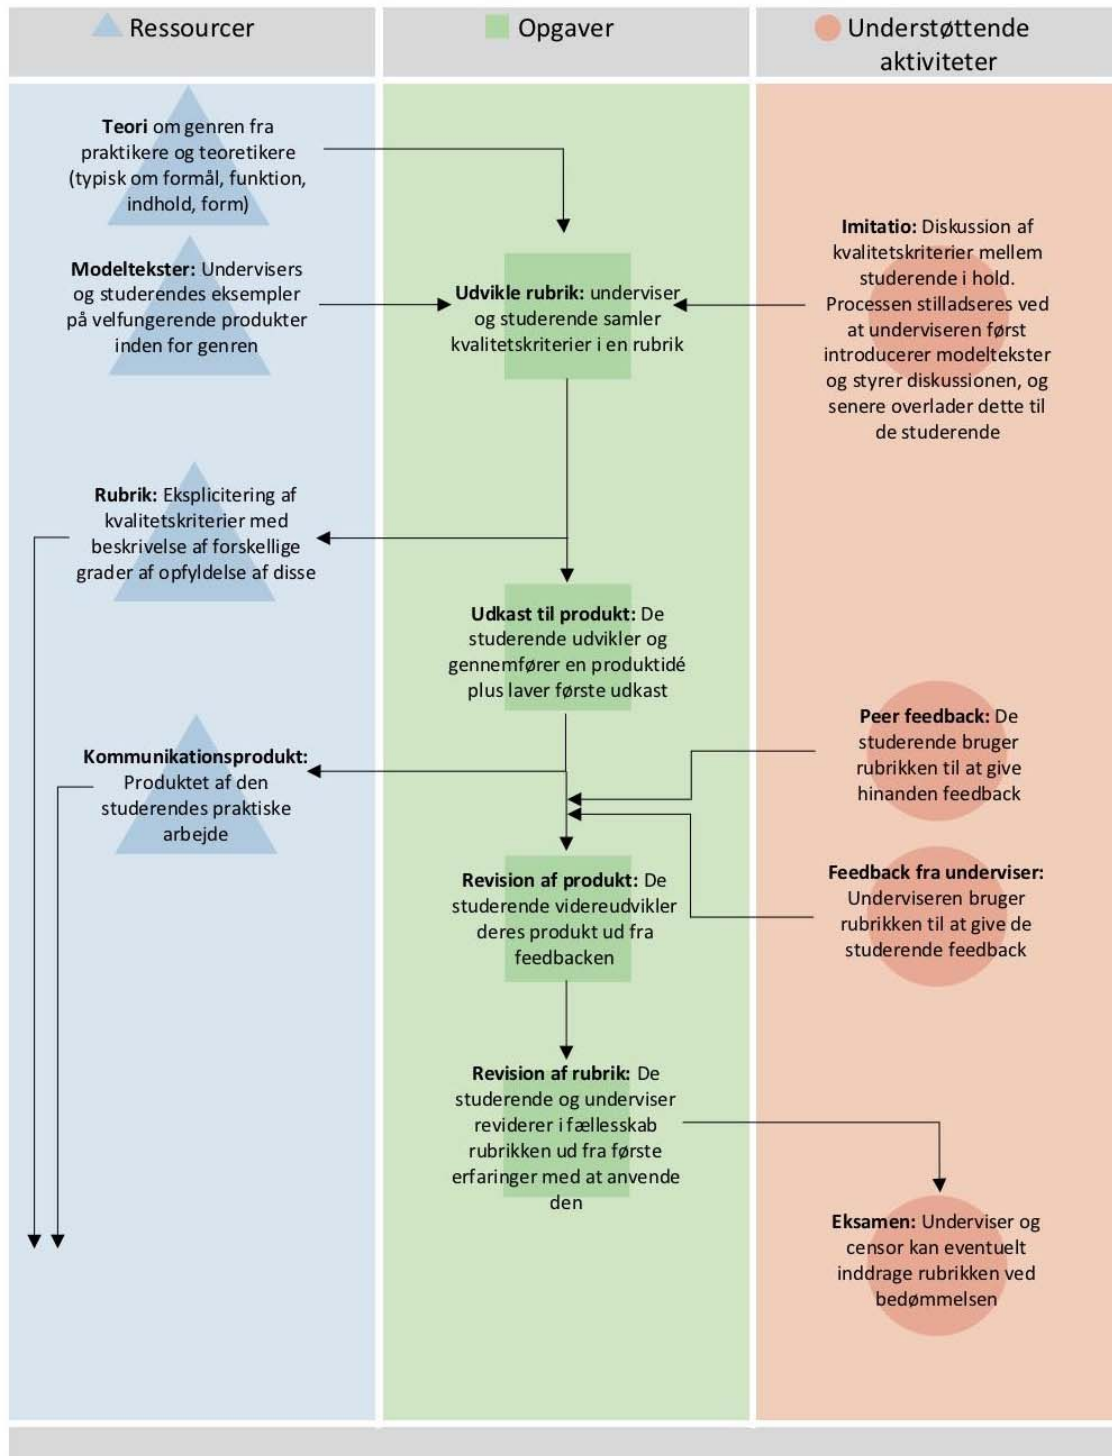 Ressourcer
Opgaver
Understøttende
aktiviteter
Teori om genren fra
praktikere og teoretikere
(typisk om formål, funktion,
indhold, form)
Modeltekster: Undervisers
og studerendes eksempler
på velfungerende produkter
inden for genren
Udvikle rubrik: underviser
og studerende samler
kvalitetskriterier i en rubrik
Imitatio: Diskussion af
kvalitetskriterier mellem
studerende i hold.
Processen stilladseres ved
at underviseren først
introducerer modeltekster
og styrer diskussionen, og
senere overlader dette til
de studerende
Rubrik: Eksplicitering af
kvalitetskriterier med
beskrivelse af forskellige
grader af opfyldelse af disse
Udkast til produkt: De
studerende udvikler og
gennemfører en produktidé
plus laver første udkast
Kommunikationsprodukt:
Produktet af den
studerendes praktiske
arbejde
Peer feedback: De
studerende bruger
rubrikken til at give
hinanden feedback
Revision af produkt: De
studerende videreudvikler
deres produkt ud fra
feedbacken
Feedback fra underviser:
Underviseren bruger
rubrikken til at give de
studerende feedback
Revision af rubrik: De
studerende og underviser
reviderer i fællesskab
rubrikken ud fra første
erfaringer med at anvende
den
Eksamen: Underviser og
censor kan eventuelt
inddrage rubrikken ved
bedømmelsen